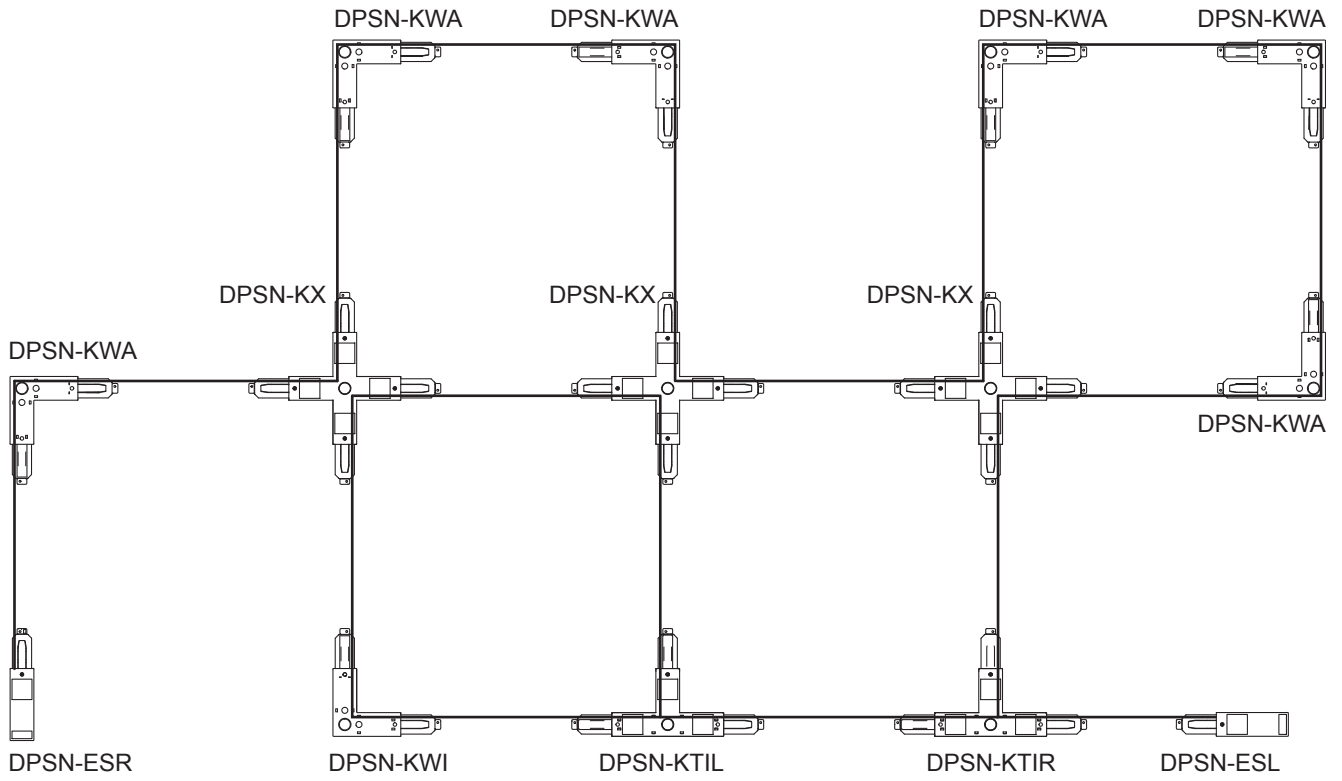 DPSN-KWA DPSN-KWA DPSN-KWA DPSN-KWA
DPSN-KX DPSN-KX DPSN-KX
DPSN-KWA
DPSN-KWA
DPSN-ESR DPSN-KWI DPSN-KTIL DPSN-KTIR DPSN-ESL